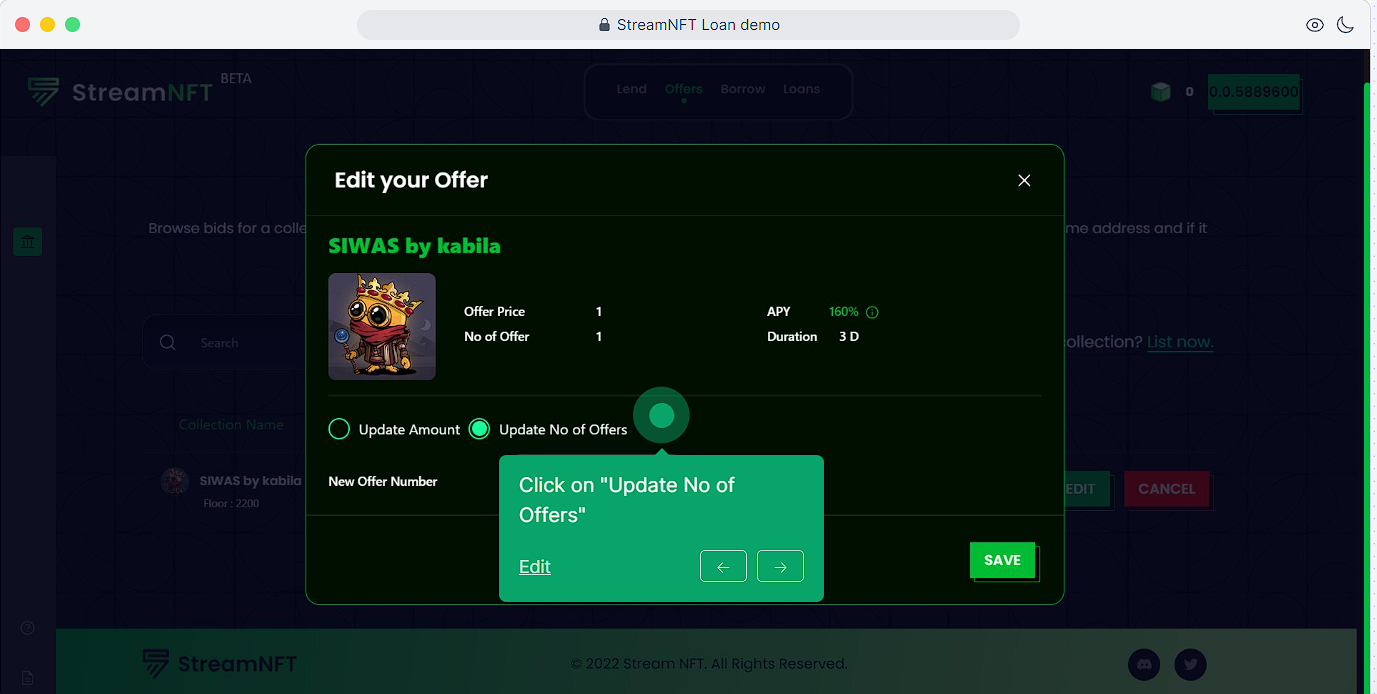 StreamNFT Loan demo
StreamNFT BETA
Lend Offers Borrow Loans
0
0.0.5889600
Edit your Offer
Browse bids for a colle
me address and if it
SIWAS by kabila
Offer Price 1 APY 160%
No of Offer 1 Duration 3 D
Search
ollection? List now.
Collection Name
Update Amount Update No of Offers
SIWAS by kabila
Floor : 2200
New Offer Number
EDIT CANCEL
Click on "Update No of
Offers"
Edit
SAVE
StreamNFT
© 2022 Stream NFT. All Rights Reserved.